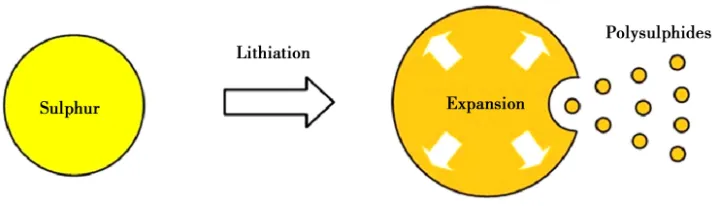 Sulphur
Lithiation
Expansion
Polysulphides